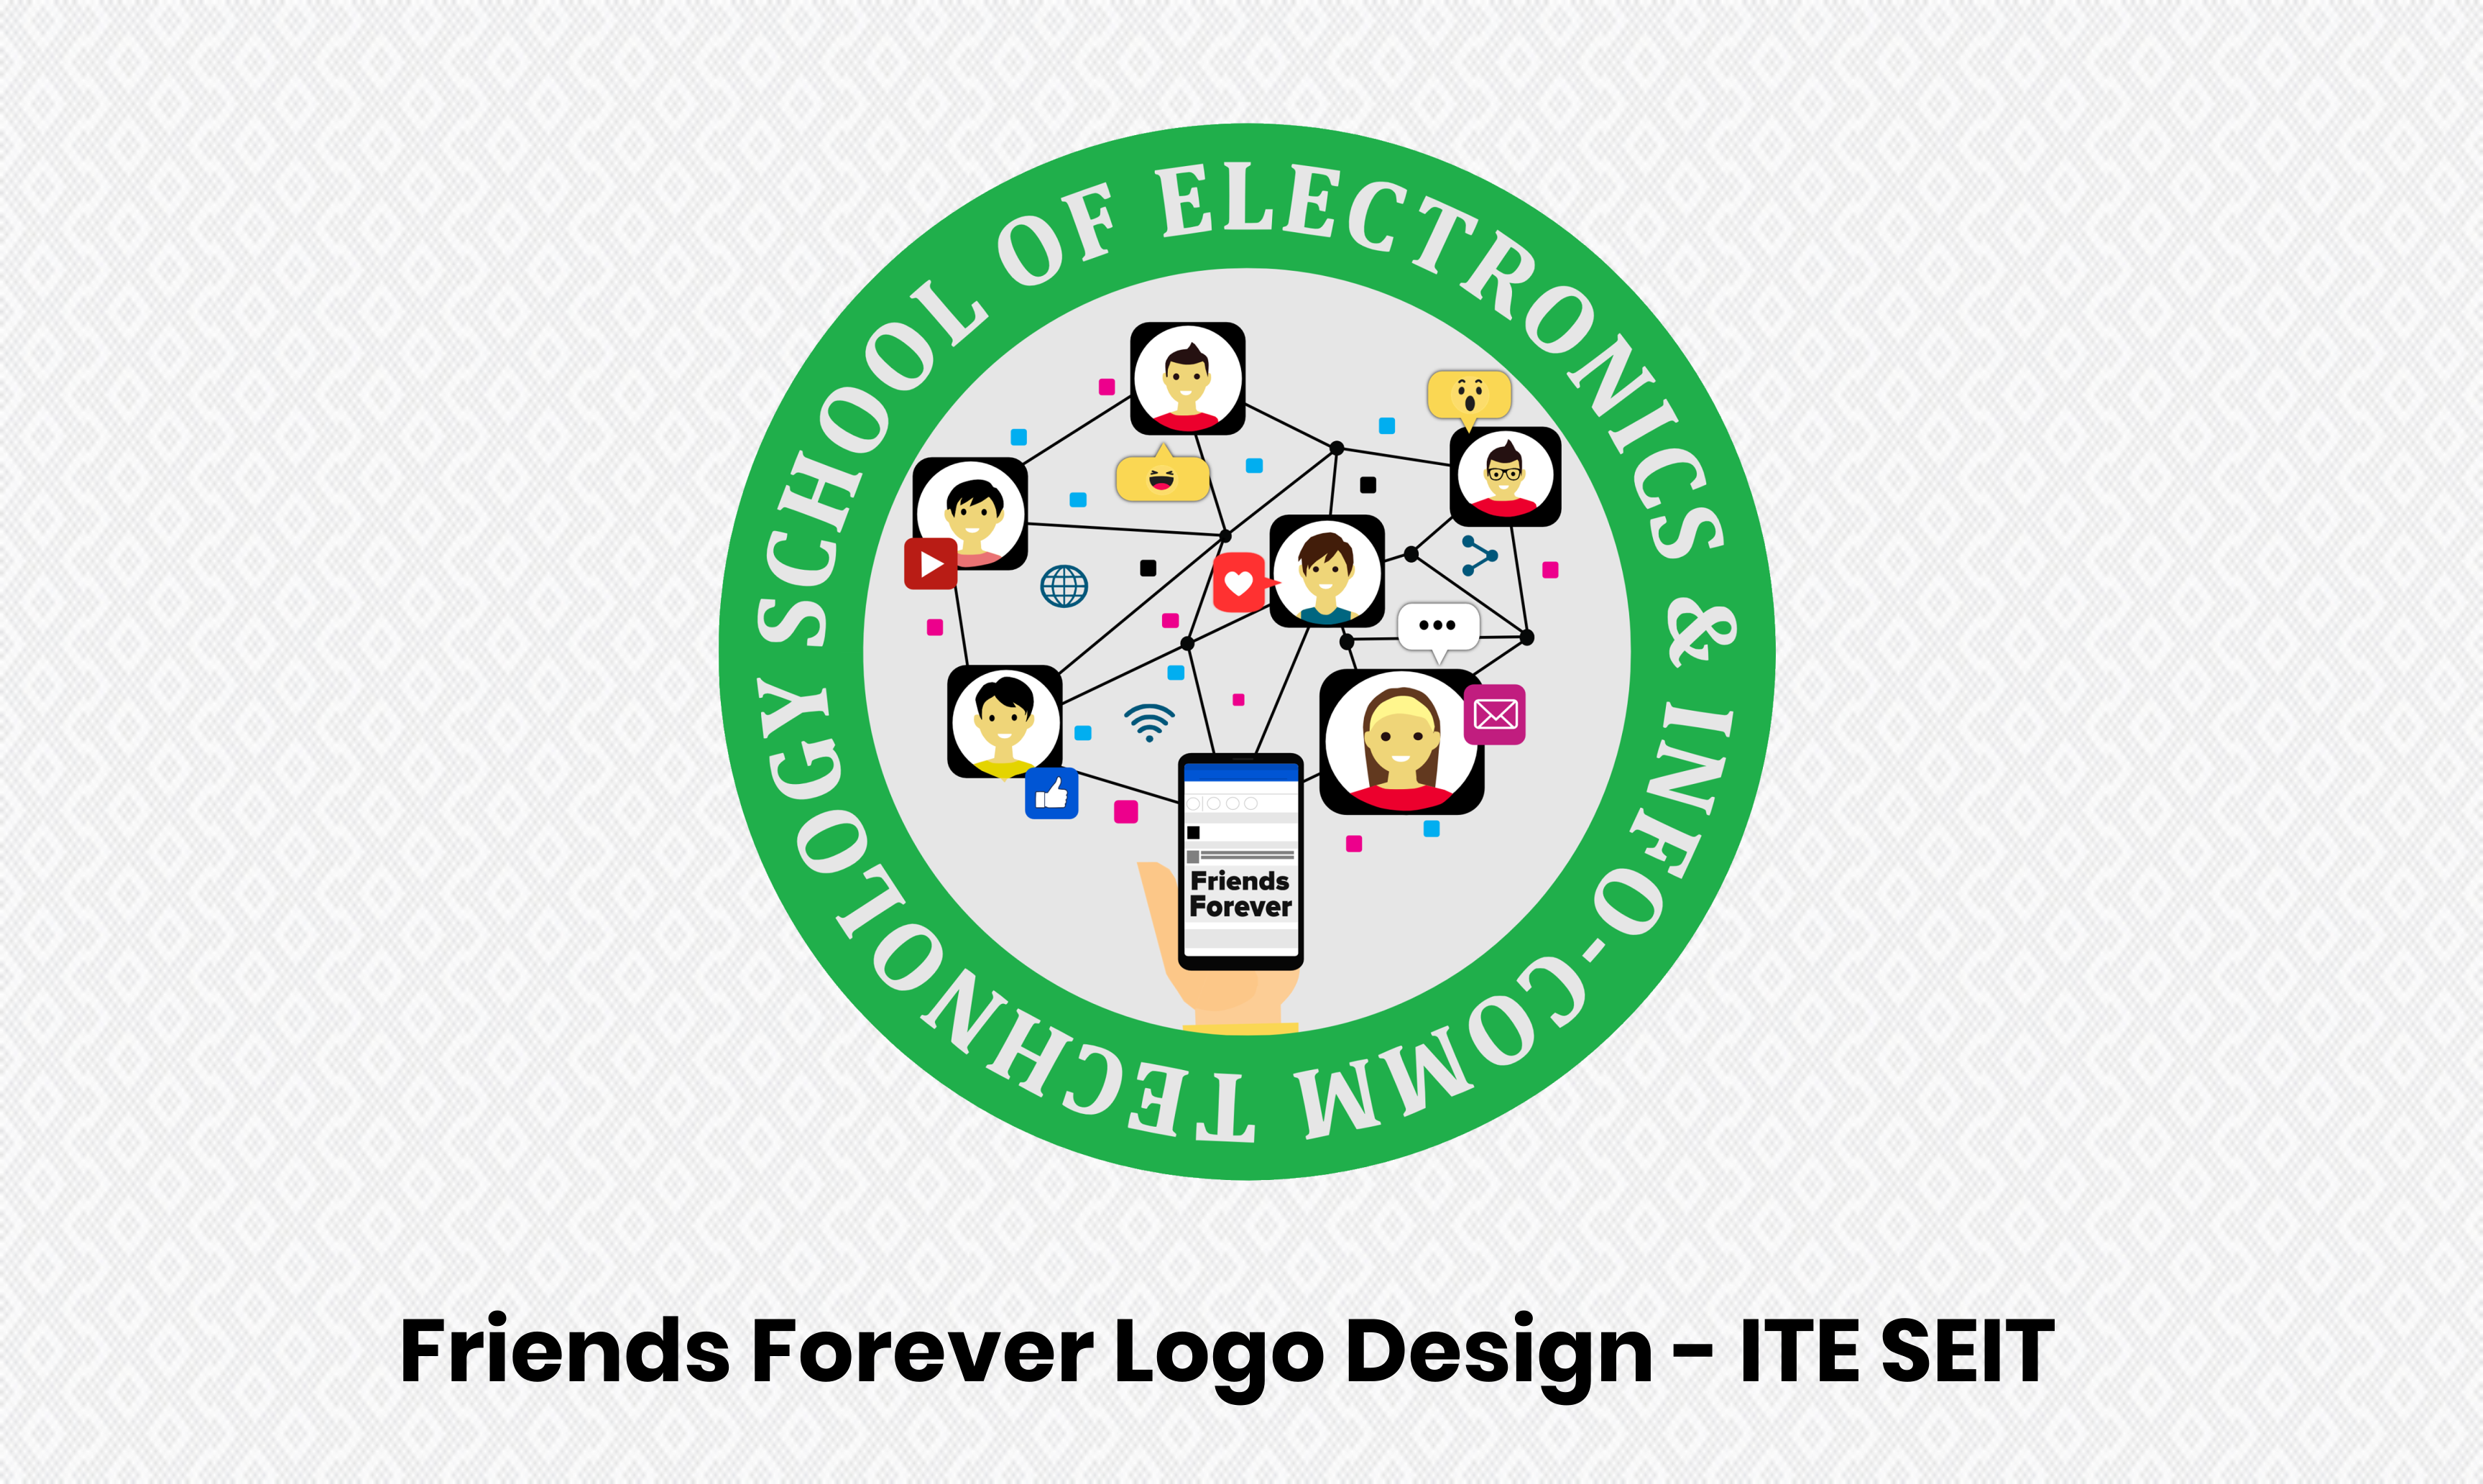 SCHOOL OF ELECTRONICS & INFO-COMM TECHNOLOGY
Friends
Forever
Friends Forever Logo Design - ITE SEIT